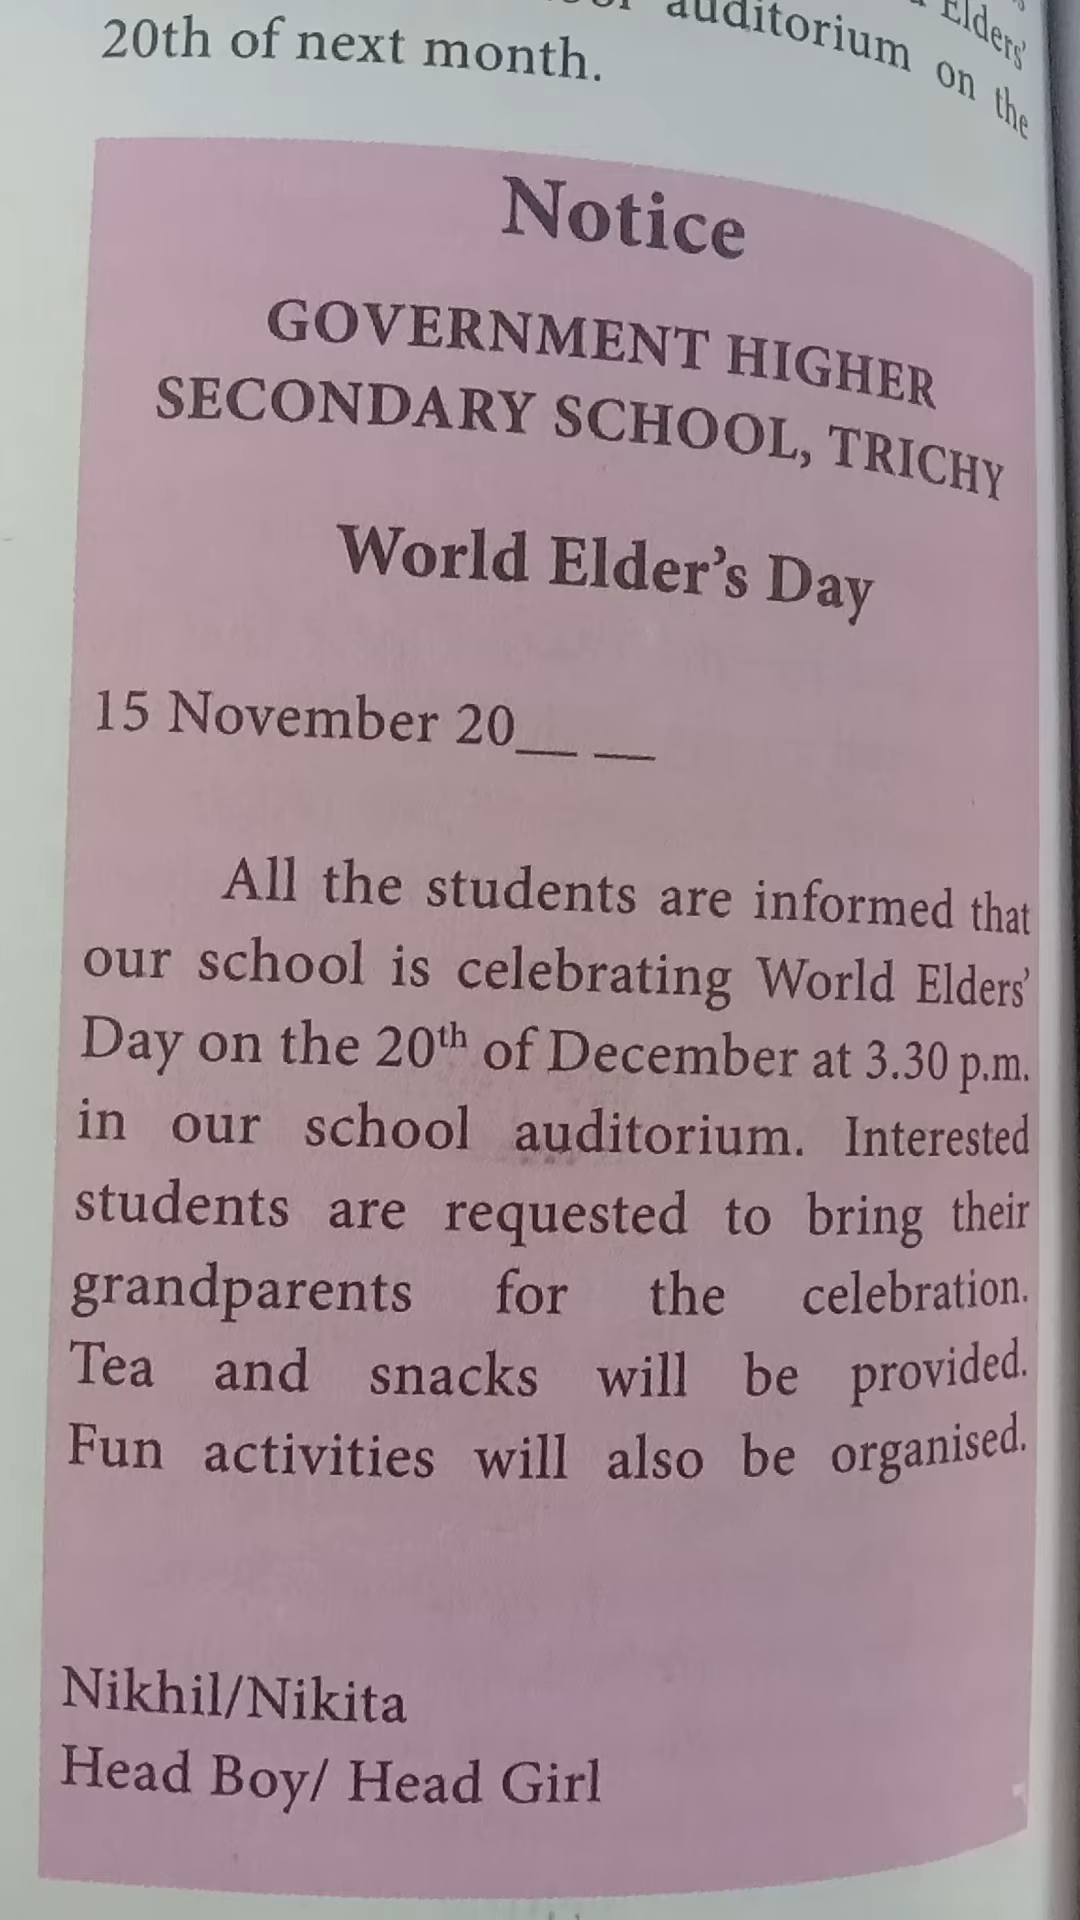 Elders'
auditorium on the
20th of next month.
Notice
GOVERNMENT HIGHER
SECONDARY SCHOOL, TRICHY
World Elder's Day
15 November 20__ __
All the students are informed that
our school is celebrating World Elders'
Day on the 20th of December at 3.30 p.m.
in our school auditorium. Interested
students are requested to bring their
grandparents for the celebration.
Tea and snacks will be provided.
Fun activities will also be organised.
Nikhil/Nikita
Head Boy/ Head Girl